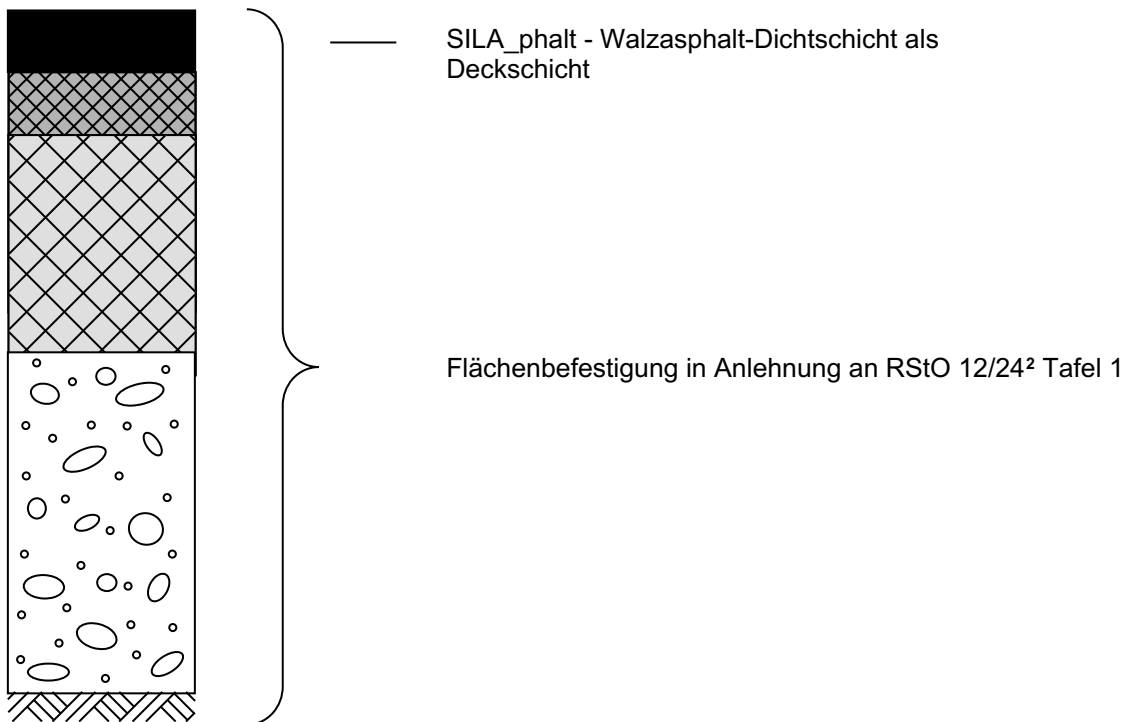 SILA_phalt - Walzasphalt-Dichtschicht als
Deckschicht
Flächenbefestigung in Anlehnung an RStO 12/24² Tafel 1